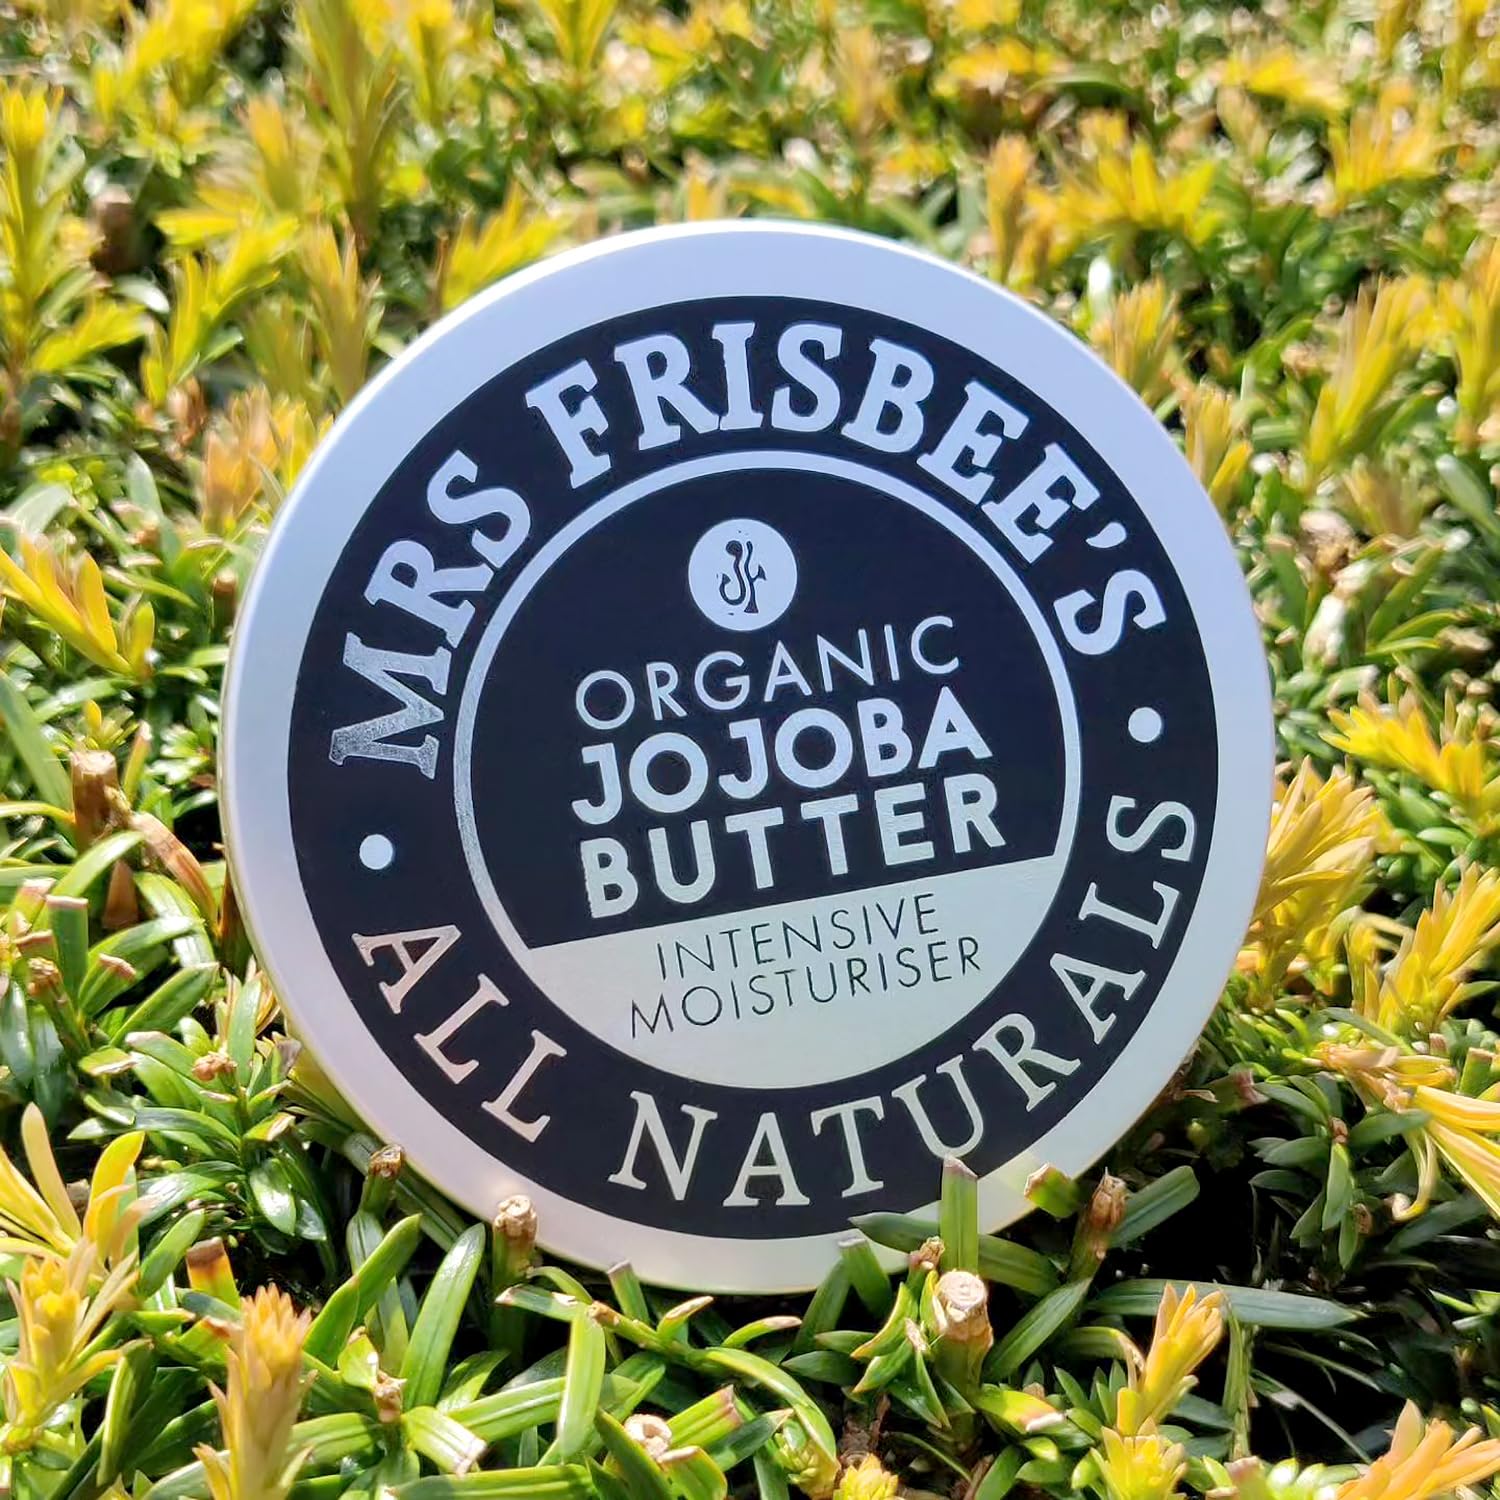 MRS FRISBEE'S
ORGANIC
JOJOBA
BUTTER
INTENSIVE
MOISTURISER
ALL NATURALS